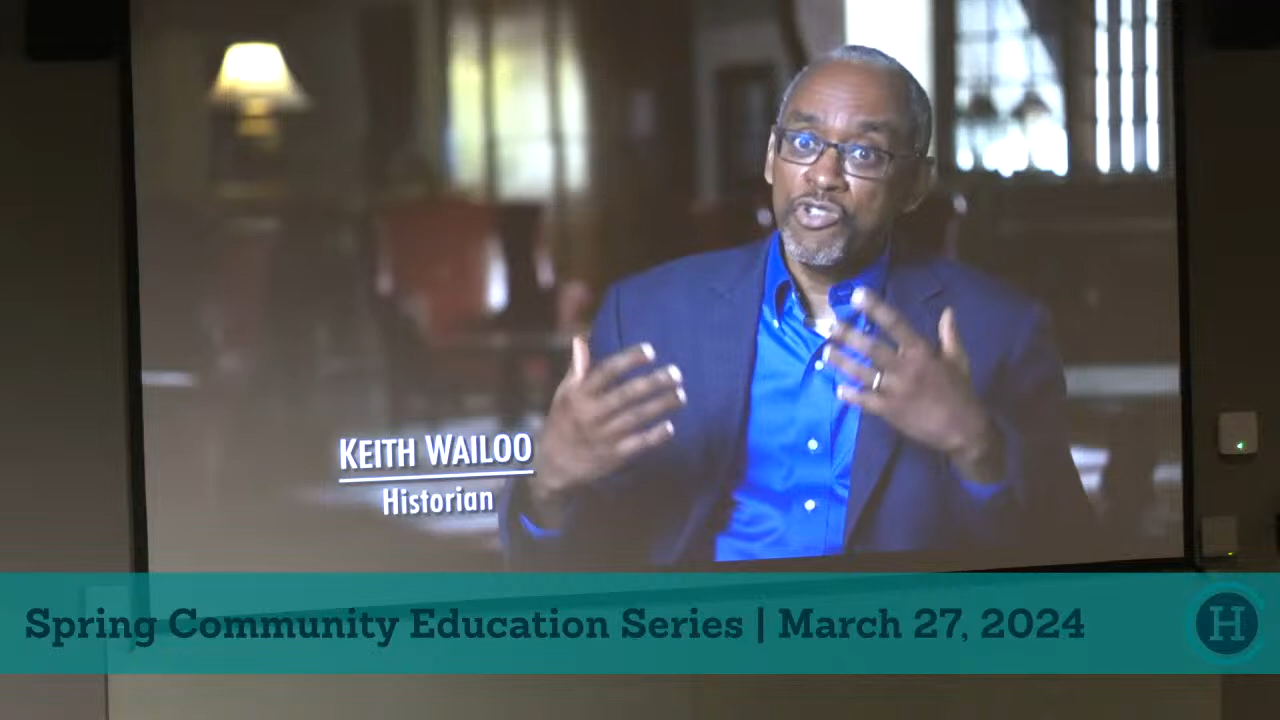 KEITH WAILOO
Historian
Spring Community Education Series | March 27, 2024
H